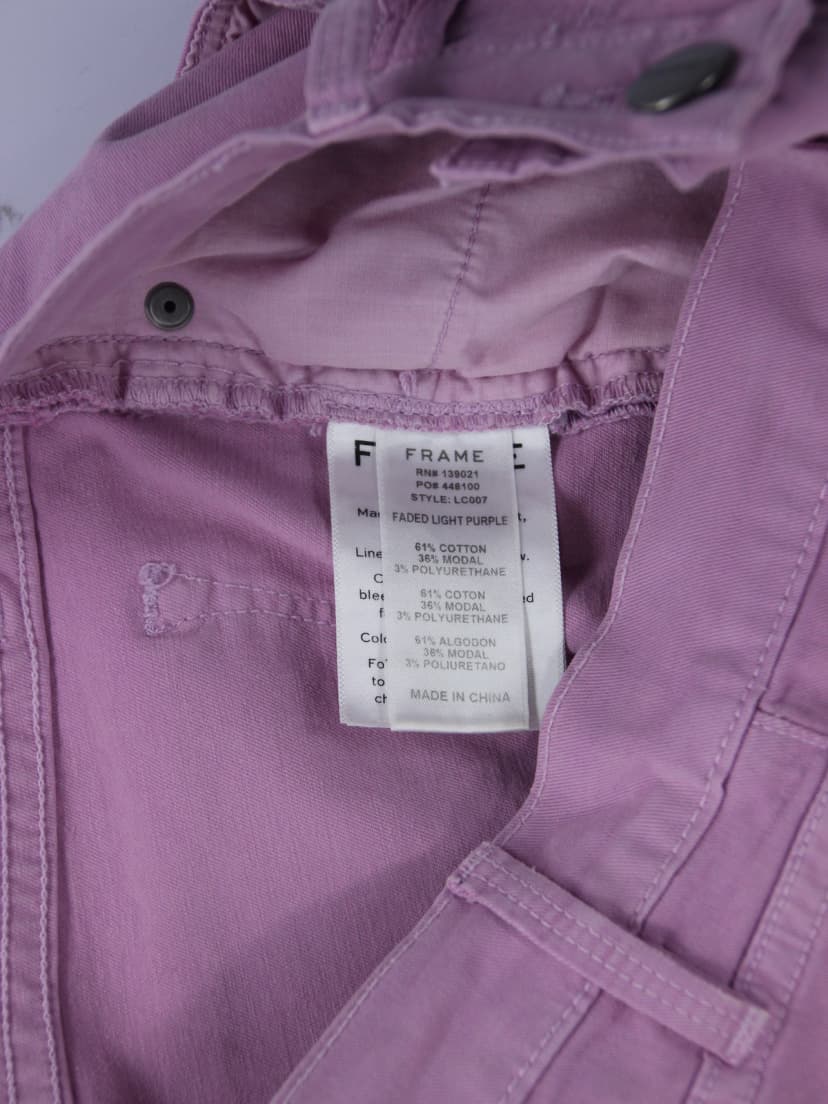 FRAME
RN# 139021
PO# 448100
STYLE: LC007
FADED LIGHT PURPLE
61% COTTON
36% MODAL
3% POLYURETHANE
61% COTON
36% MODAL
3% POLYURETHANE
61% ALGODON
36% MODAL
3% POLIURETANO
MADE IN CHINA